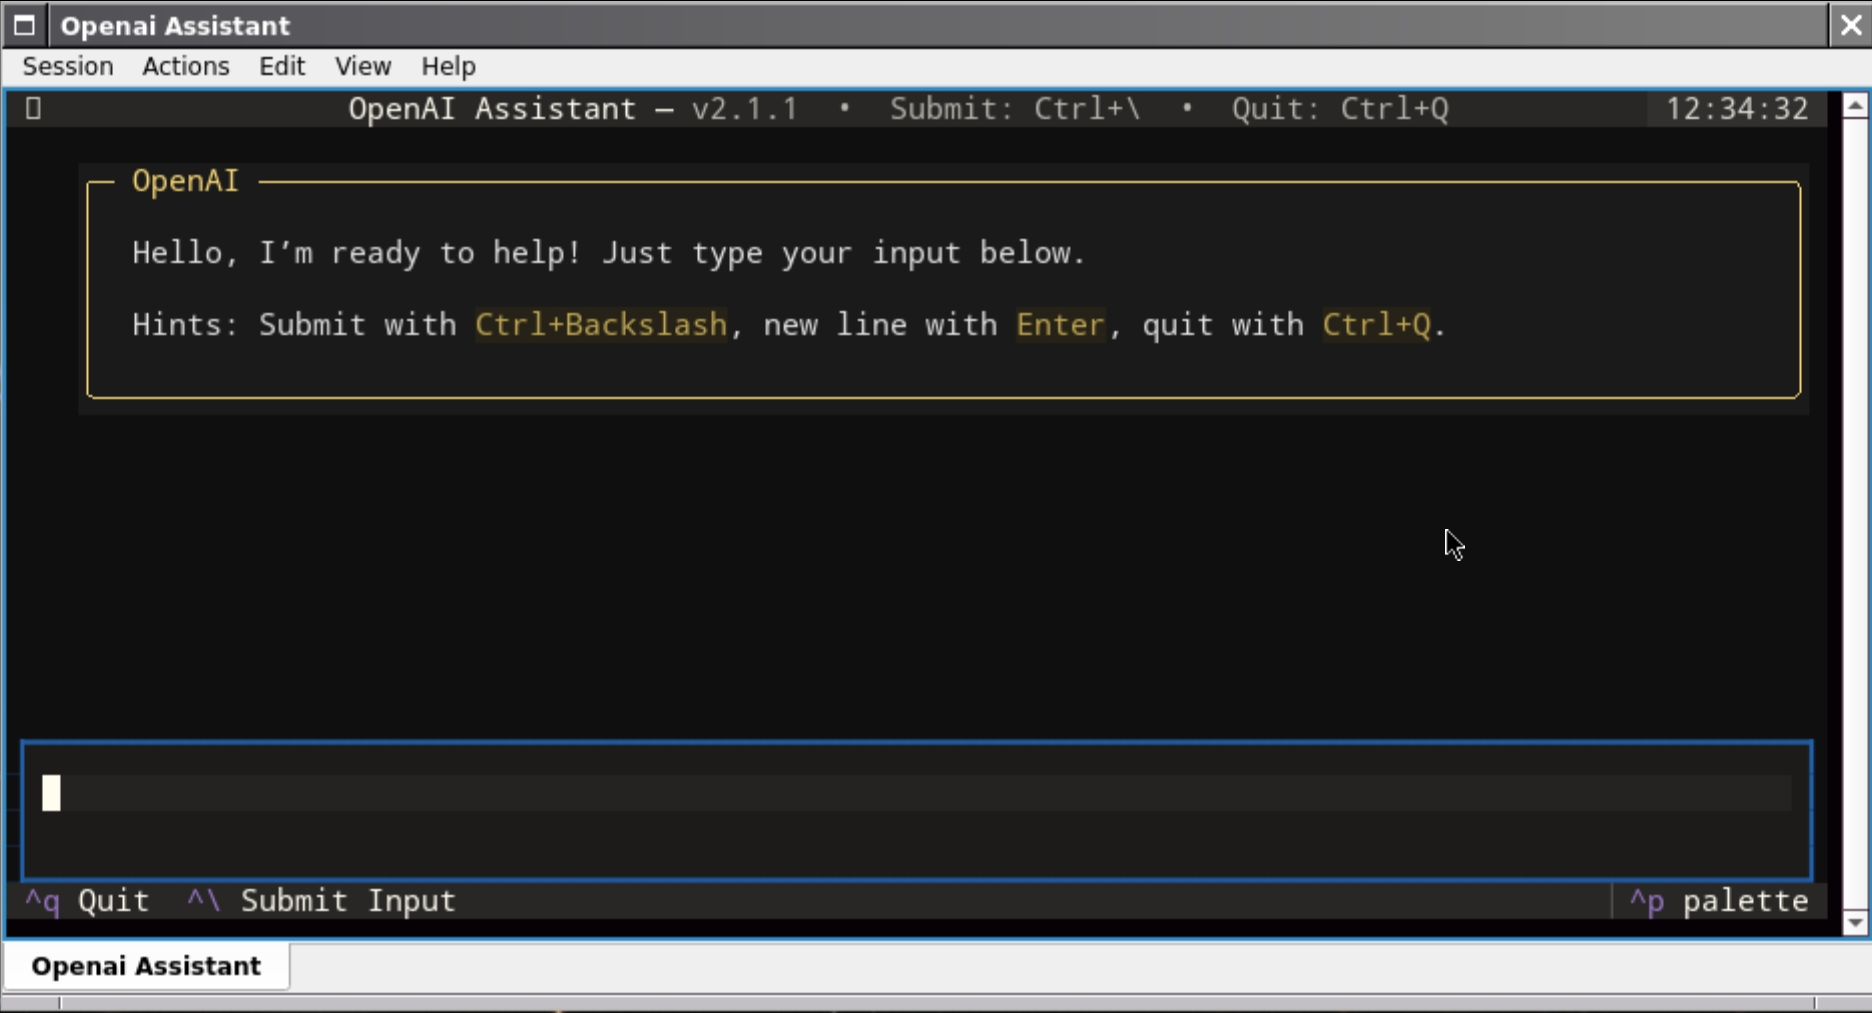 Openai Assistant
Session Actions Edit View Help
OpenAI Assistant — v2.1.1 • Submit: Ctrl+\ • Quit: Ctrl+Q 12:34:32
OpenAI
Hello, I’m ready to help! Just type your input below.
Hints: Submit with Ctrl+Backslash, new line with Enter, quit with Ctrl+Q.
^q Quit ^\ Submit Input ^p palette
Openai Assistant